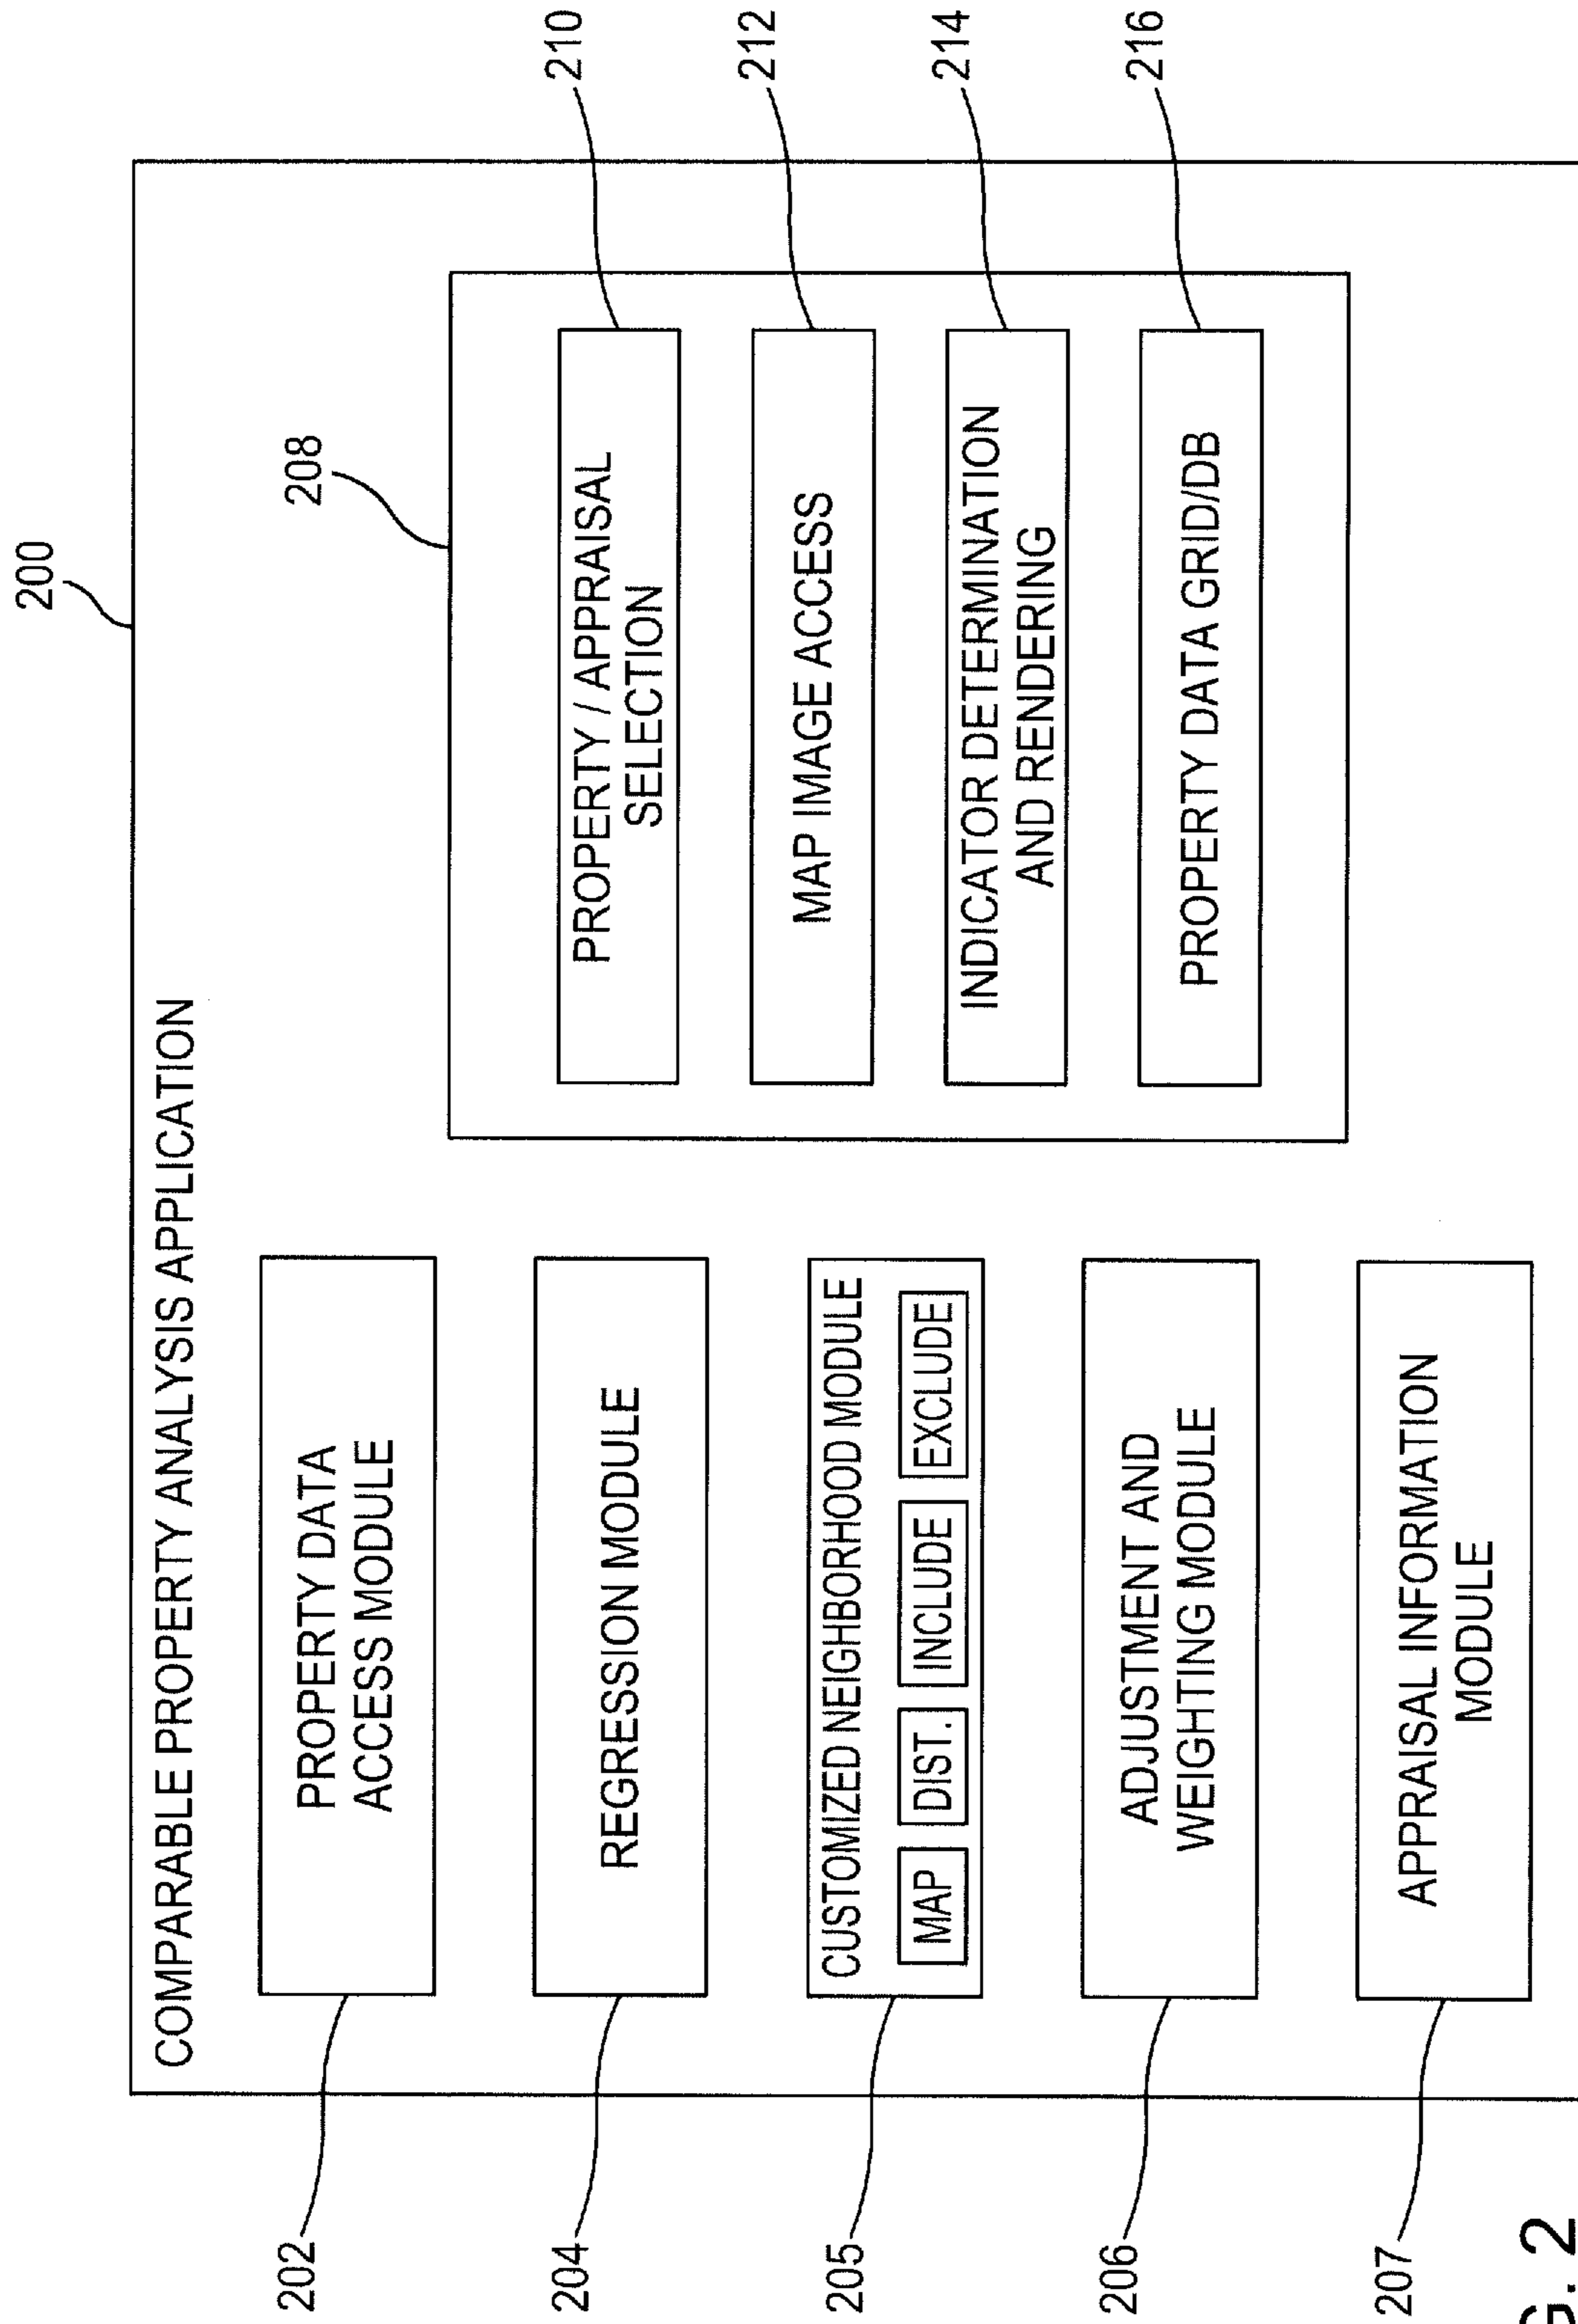 200
COMPARABLE PROPERTY ANALYSIS APPLICATION
202
PROPERTY DATA
ACCESS MODULE
204
REGRESSION MODULE
205
CUSTOMIZED NEIGHBORHOOD MODULE
MAP DIST. INCLUDE EXCLUDE
206
ADJUSTMENT AND
WEIGHTING MODULE
207
APPRAISAL INFORMATION
MODULE
208
PROPERTY / APPRAISAL
SELECTION
210
MAP IMAGE ACCESS
212
INDICATOR DETERMINATION
AND RENDERING
214
PROPERTY DATA GRID/DB
216
G. 2